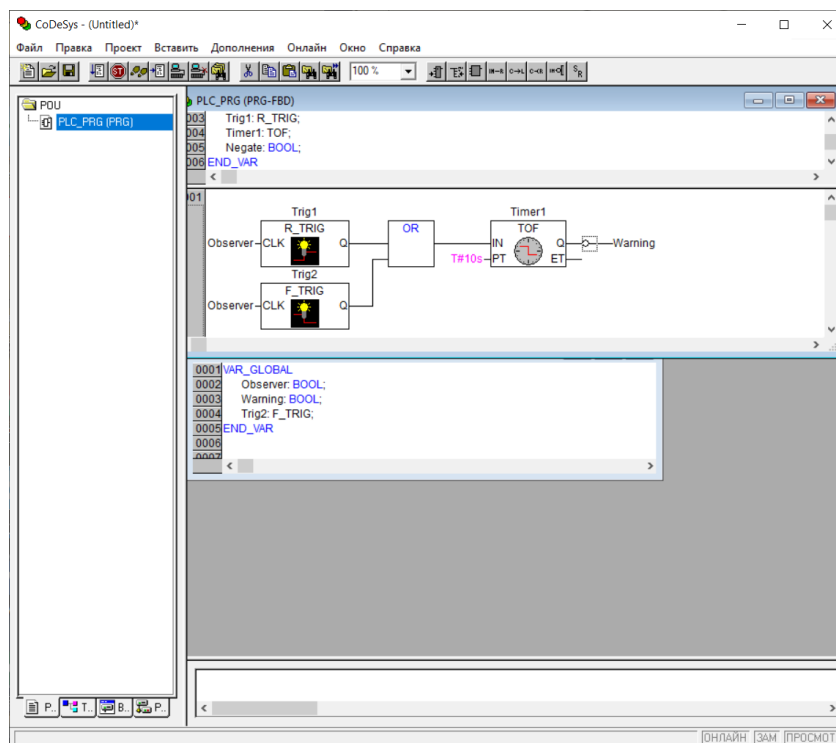 CoDeSys - (Untitled)*
Файл Правка Проект Вставить Дополнения Онлайн Окно Справка
100 %
POU
PLC_PRG (PRG)
PLC_PRG (PRG-FBD)
003 Trig1: R_TRIG;
004 Timer1: TOF;
005 Negate: BOOL;
006 END_VAR
01
Trig1 Timer1
R_TRIG OR TOF
Observer CLK Q IN Q Warning
T#10s PT ET
Trig2
F_TRIG
Observer CLK Q
0001 VAR_GLOBAL
0002 Observer: BOOL;
0003 Warning: BOOL;
0004 Trig2: F_TRIG;
0005 END_VAR
0006
0007
P.. T.. B.. P..
ОНЛАЙН ЗАМ ПРОСМОТ